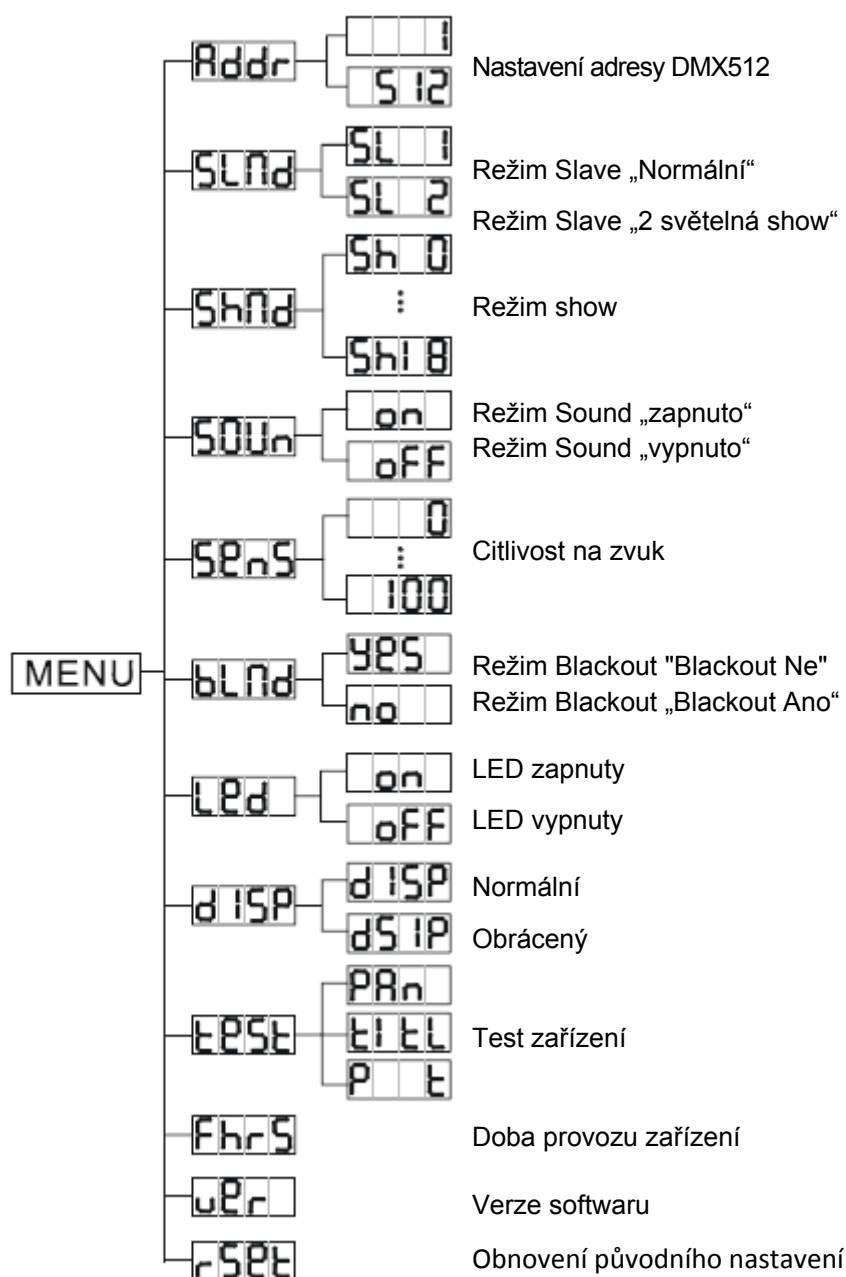 Addr
1
512
Nastavení adresy DMX512
SLMd
SL 1
SL 2
Režim Slave „Normální“
Režim Slave „2 světelná show“
ShMd
Sh 0
⋮
Sh18
Režim show
SOUn
on
oFF
Režim Sound „zapnuto“
Režim Sound „vypnuto“
SenS
0
⋮
100
Citlivost na zvuk
MENU
bLMd
yes
no
Režim Blackout "Blackout Ne"
Režim Blackout „Blackout Ano“
Led
on
oFF
LED zapnuty
LED vypnuty
dISP
dISP
dSIP
Normální
Obrácený
teSt
PAn
tItL
P t
Test zařízení
FhrS
Doba provozu zařízení
ver
Verze softwaru
rSet
Obnovení původního nastavení